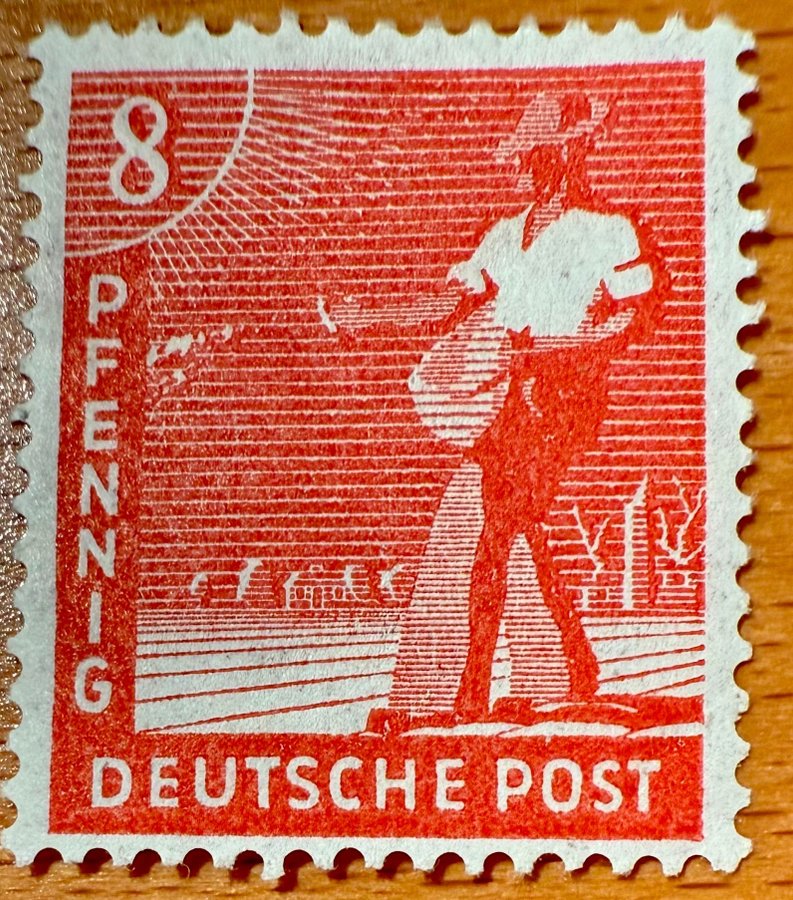 8
PFENNIG
DEUTSCHE POST